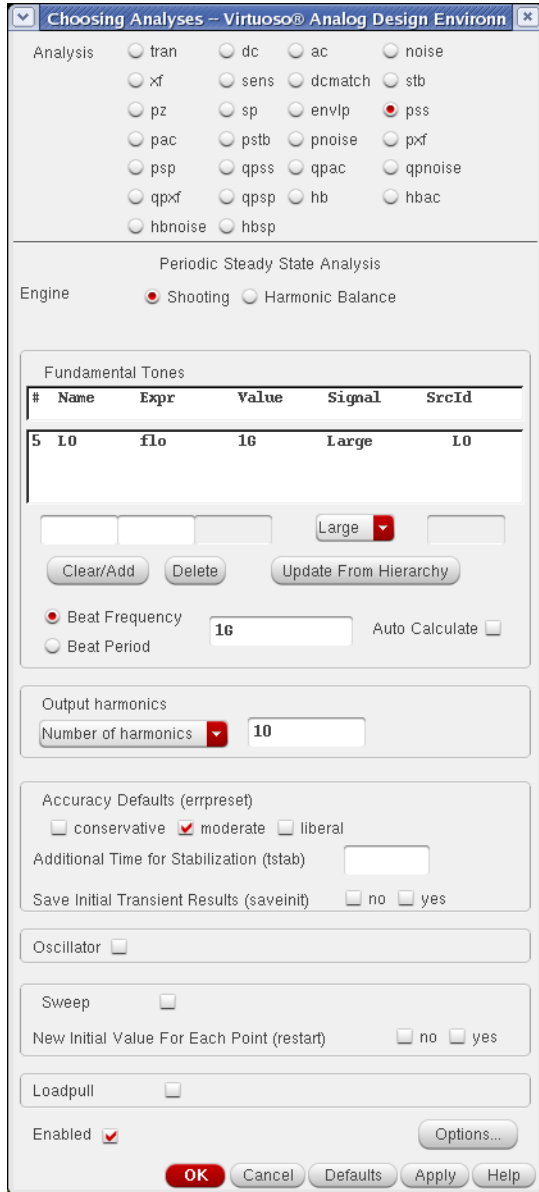 Choosing Analyses -- Virtuoso® Analog Design Environn
Analysis tran dc ac noise
xf sens dcmatch stb
pz sp envlp pss
pac pstb pnoise pxf
psp qpss qpac qpnoise
qpxf qpsp hb hbac
hbnoise hbsp
Periodic Steady State Analysis
Engine Shooting Harmonic Balance
Fundamental Tones
# Name Expr Value Signal SrcId
5 LO flo 1G Large LO
Large
Clear/Add Delete Update From Hierarchy
Beat Frequency 1G Auto Calculate
Beat Period
Output harmonics
Number of harmonics 10
Accuracy Defaults (errpreset)
conservative moderate liberal
Additional Time for Stabilization (tstab)
Save Initial Transient Results (saveinit) no yes
Oscillator
Sweep
New Initial Value For Each Point (restart) no yes
Loadpull
Enabled Options...
OK Cancel Defaults Apply Help